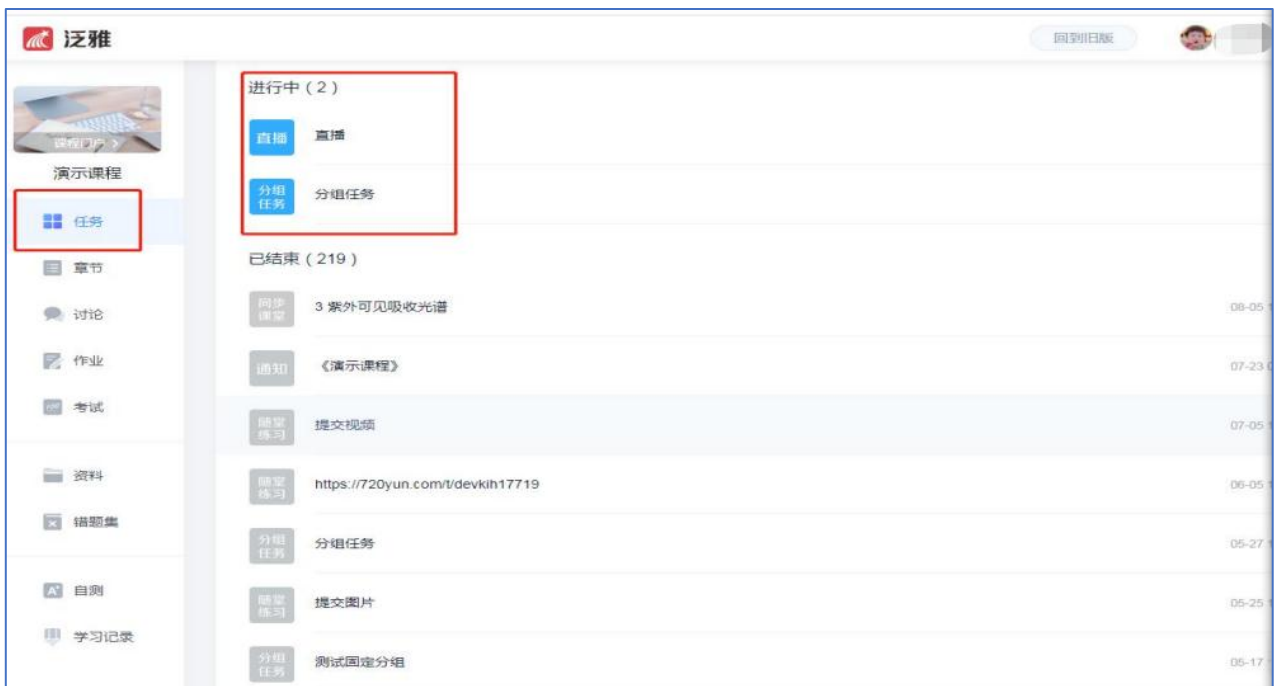 泛雅
回到旧版
课程门户 >
演示课程
任务
章节
讨论
作业
考试
资料
错题集
自测
学习记录
进行中（2）
直播 直播
分组任务 分组任务
已结束（219）
同步课堂 3 紫外可见吸收光谱 08-05
通知 《演示课程》 07-23
随堂练习 提交视频 07-05
随堂练习 https://720yun.com/t/devkih17719 06-05
分组任务 分组任务 05-27
随堂练习 提交图片 05-25
分组任务 测试固定分组 05-17